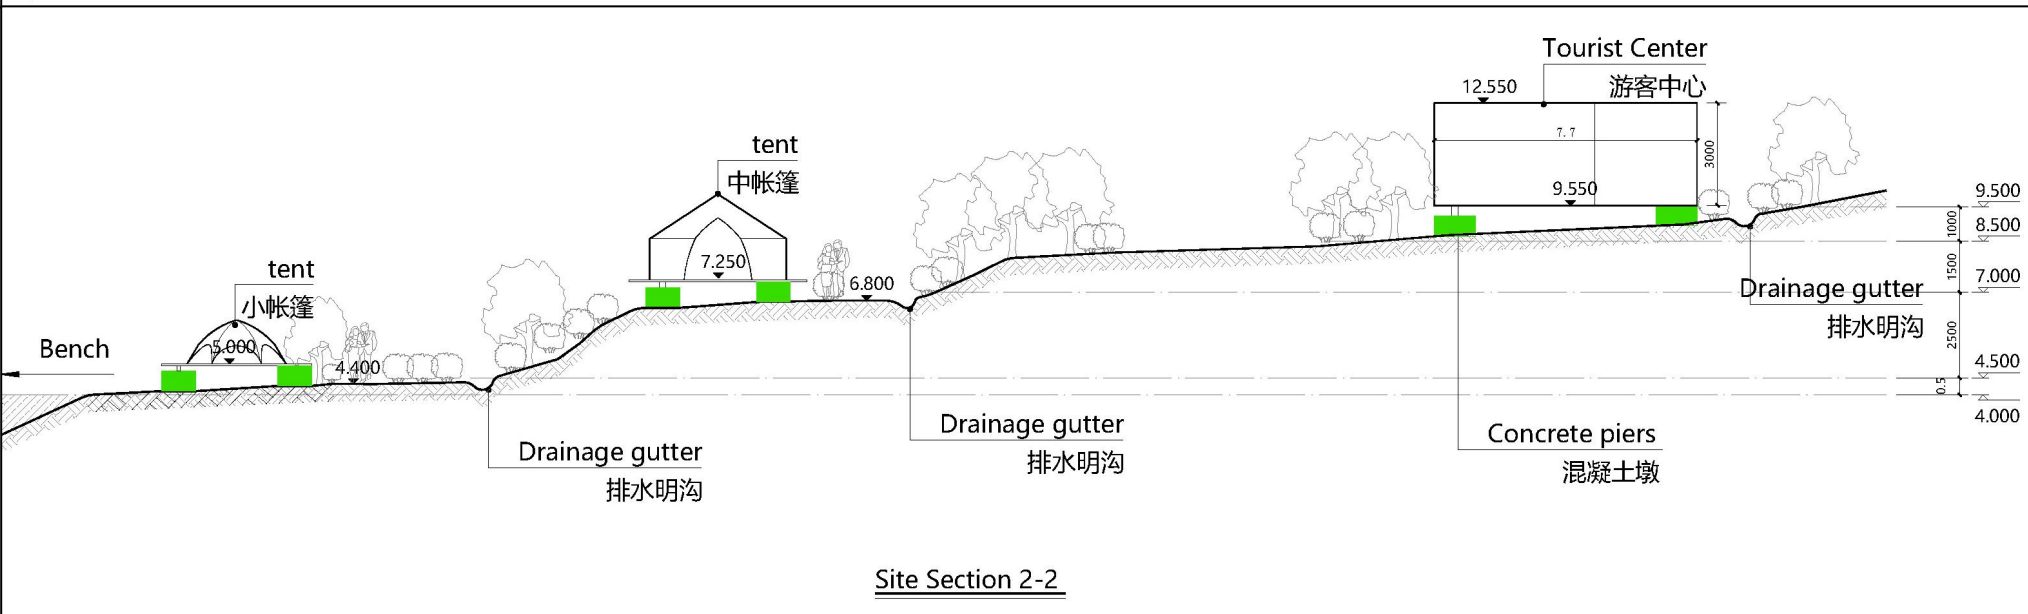 Tourist Center
游客中心
12.550
7.7
3000
9.550
tent
中帐篷
7.250
6.800
tent
小帐篷
5.000
4.400
Bench
9.500
1000
8.500
1500
7.000
2500
4.500
0.5
4.000
Drainage gutter
排水明沟
Drainage gutter
排水明沟
Drainage gutter
排水明沟
Concrete piers
混凝土墩
Site Section 2-2